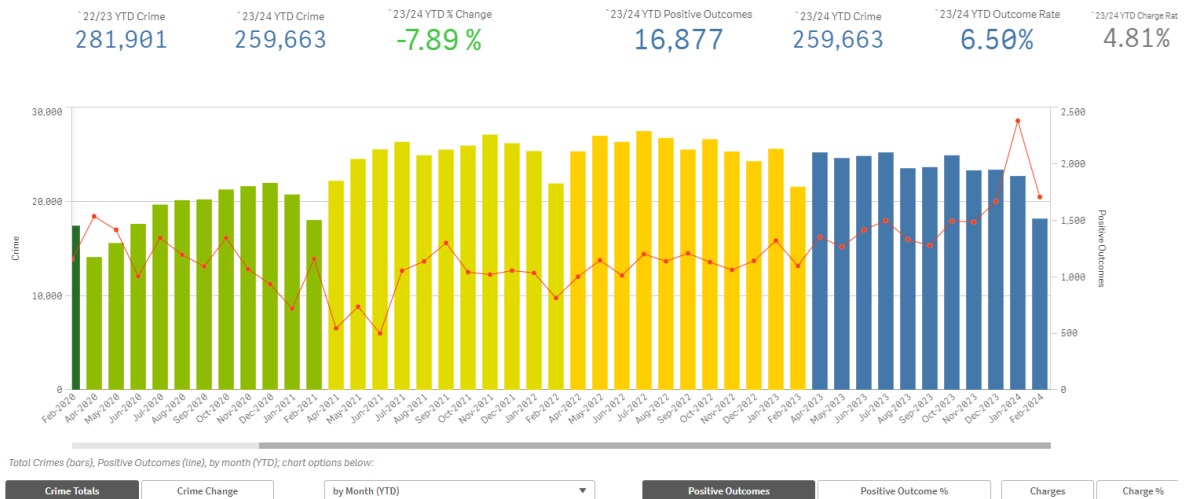 `22/23 YTD Crime
281,901
`23/24 YTD Crime
259,663
`23/24 YTD % Change
-7.89 %
`23/24 YTD Positive Outcomes
16,877
`23/24 YTD Crime
259,663
`23/24 YTD Outcome Rate
6.50%
`23/24 YTD Charge Rat
4.81%
30,000
20,000
10,000
0
Crime
2,500
2,000
1,500
1,000
500
0
Positive Outcomes
Feb-2020
Apr-2020
May-2020
Jun-2020
Jul-2020
Aug-2020
Sep-2020
Oct-2020
Nov-2020
Dec-2020
Jan-2021
Feb-2021
Apr-2021
May-2021
Jun-2021
Jul-2021
Aug-2021
Sep-2021
Oct-2021
Nov-2021
Dec-2021
Jan-2022
Feb-2022
Apr-2022
May-2022
Jun-2022
Jul-2022
Aug-2022
Sep-2022
Oct-2022
Nov-2022
Dec-2022
Jan-2023
Feb-2023
Apr-2023
May-2023
Jun-2023
Jul-2023
Aug-2023
Sep-2023
Oct-2023
Nov-2023
Dec-2023
Jan-2024
Feb-2024
Total Crimes (bars), Positive Outcomes (line), by month (YTD); chart options below:
Crime Totals
Crime Change
by Month (YTD)
Positive Outcomes
Positive Outcome %
Charges
Charge %